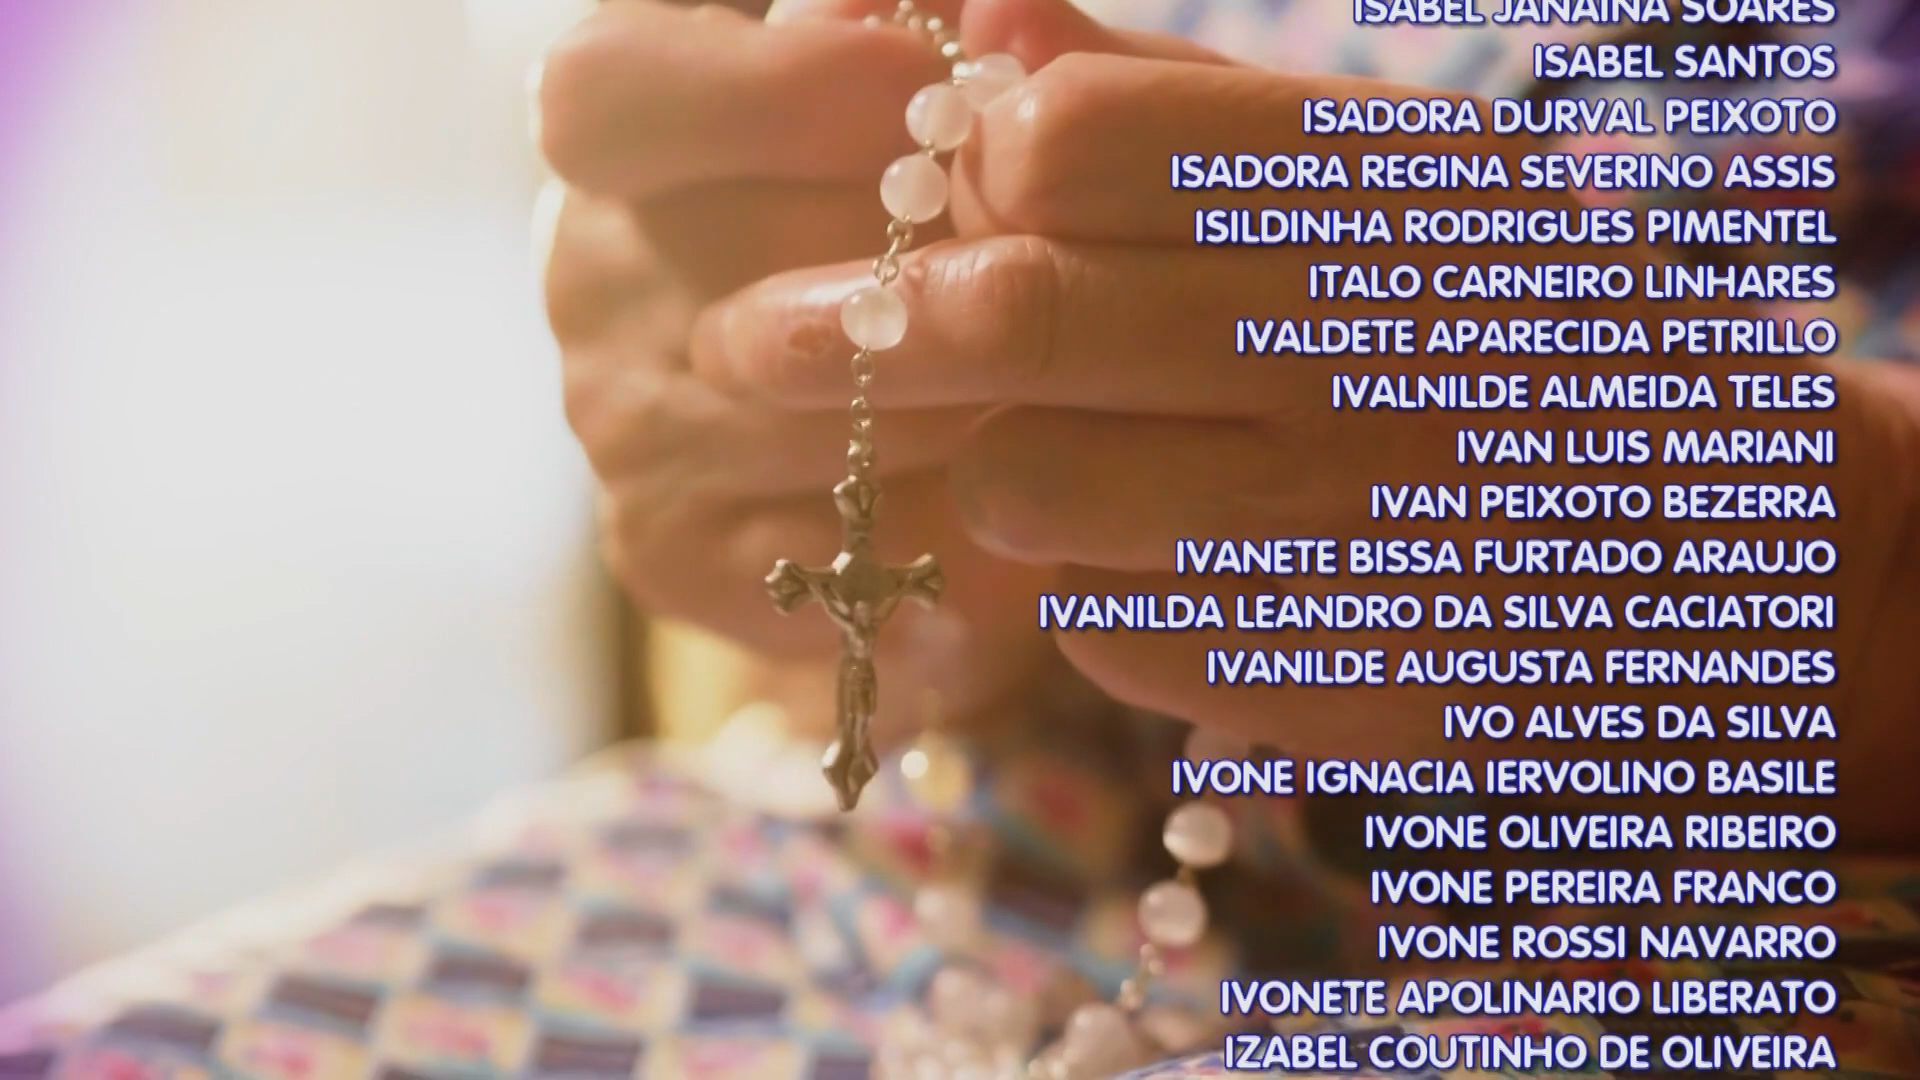 ISABEL JANAINA SOARES
ISABEL SANTOS
ISADORA DURVAL PEIXOTO
ISADORA REGINA SEVERINO ASSIS
ISILDINHA RODRIGUES PIMENTEL
ITALO CARNEIRO LINHARES
IVALDETE APARECIDA PETRILLO
IVALNILDE ALMEIDA TELES
IVAN LUIS MARIANI
IVAN PEIXOTO BEZERRA
IVANETE BISSA FURTADO ARAUJO
IVANILDA LEANDRO DA SILVA CACIATORI
IVANILDE AUGUSTA FERNANDES
IVO ALVES DA SILVA
IVONE IGNACIA IERVOLINO BASILE
IVONE OLIVEIRA RIBEIRO
IVONE PEREIRA FRANCO
IVONE ROSSI NAVARRO
IVONETE APOLINARIO LIBERATO
IZABEL COUTINHO DE OLIVEIRA